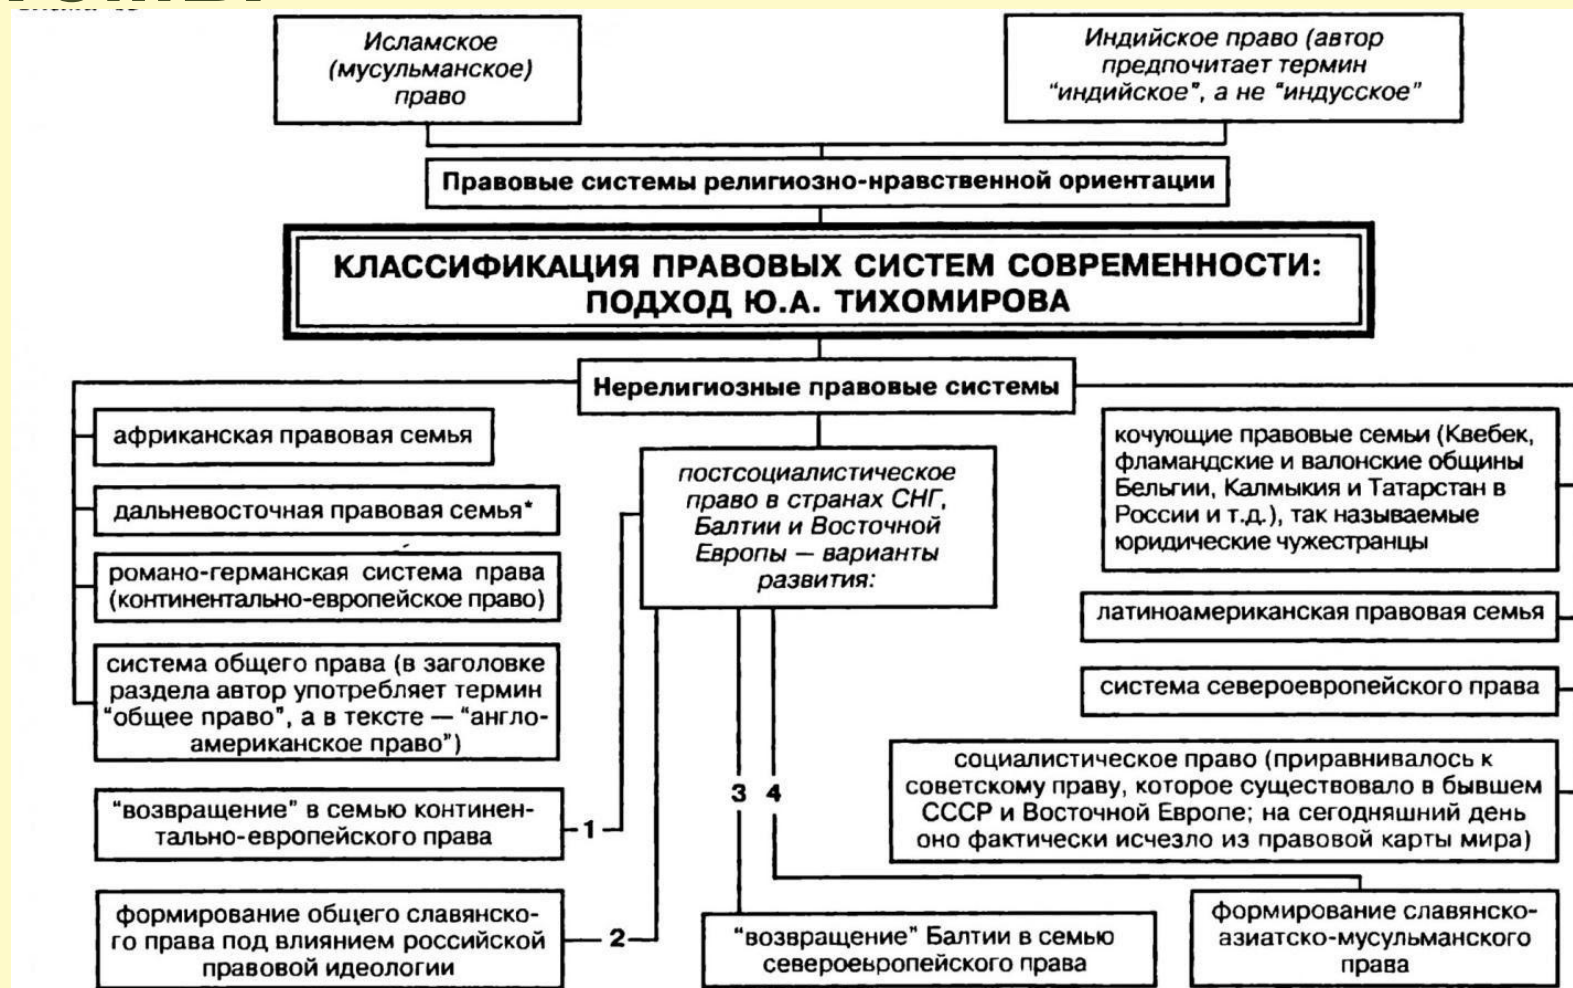 Исламское
(мусульманское)
право
Индийское право (автор
предпочитает термин
"индийское", а не "индусское"
Правовые системы религиозно-нравственной ориентации
КЛАССИФИКАЦИЯ ПРАВОВЫХ СИСТЕМ СОВРЕМЕННОСТИ:
ПОДХОД Ю.А. ТИХОМИРОВА
Нерелигиозные правовые системы
африканская правовая семья
дальневосточная правовая семья*
романо-германская система права
(континентально-европейское право)
система общего права (в заголовке
раздела автор употребляет термин
"общее право", а в тексте — "англо-
американское право")
"возвращение" в семью континен-
тально-европейского права
1
формирование общего славянско-
го права под влиянием российской
правовой идеологии
2
постсоциалистическое
право в странах СНГ,
Балтии и Восточной
Европы — варианты
развития:
3 4
"возвращение" Балтии в семью
североевропейского права
кочующие правовые семьи (Квебек,
фламандские и валонские общины
Бельгии, Калмыкия и Татарстан в
России и т.д.), так называемые
юридические чужестранцы
латиноамериканская правовая семья
система североевропейского права
социалистическое право (приравнивалось к
советскому праву, которое существовало в бывшем
СССР и Восточной Европе; на сегодняшний день
оно фактически исчезло из правовой карты мира)
формирование славянско-
азиатско-мусульманского
права